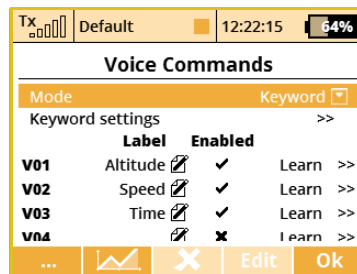 Tx Default 12:22:15 64%
Voice Commands
Mode Keyword
Keyword settings >>
Label Enabled
V01 Altitude Learn >>
V02 Speed Learn >>
V03 Time Learn >>
V04 Learn >>
... Edit Ok